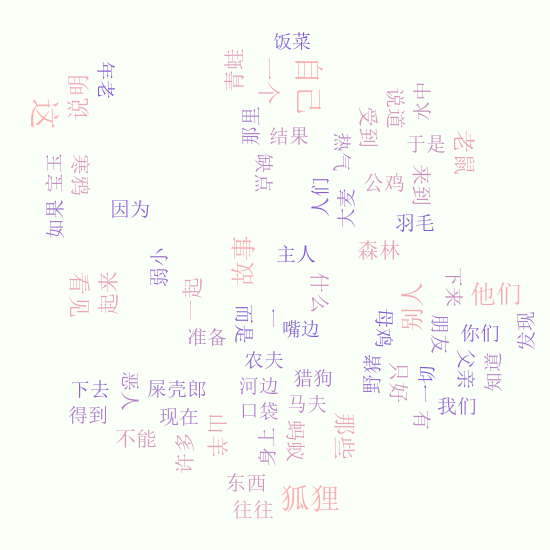 饭菜
青蛙
一个
自己
年老
说明
这
那里
结果
说道
水中
受到
热气
于是
老鼠
缺点
公鸡
来到
玉宝
寒鸦
如果
因为
人们
大麦
羽毛
弱小
故事
主人
森林
看见
起来
一起
什么
下来
他们
别人
准备
而是
一
嘴边
母鸡
朋友
你们
发现
农夫
父亲
知道
下去
恶人
屎壳郎
河边
猎狗
野猪
只好
一切
得到
现在
口袋
马夫
一有
我们
不能
许多
山羊
身上
蚂蚁
那些
东西
往往
狐狸